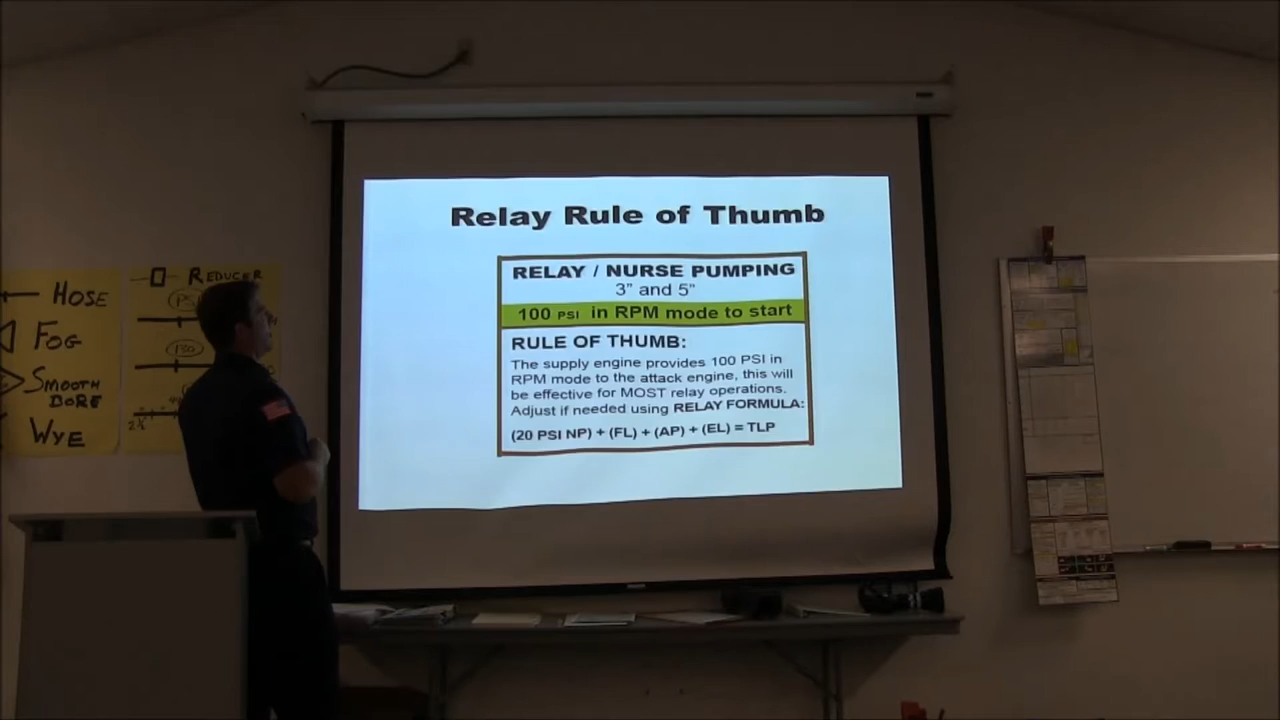 Relay Rule of Thumb
RELAY / NURSE PUMPING
3" and 5"
100 PSI in RPM mode to start
RULE OF THUMB:
The supply engine provides 100 PSI in
RPM mode to the attack engine, this will
be effective for MOST relay operations.
Adjust if needed using RELAY FORMULA:
(20 PSI NP) + (FL) + (AP) + (EL) = TLP
HOSE
FOG
SMOOTH
BORE
WYE
REDUCER